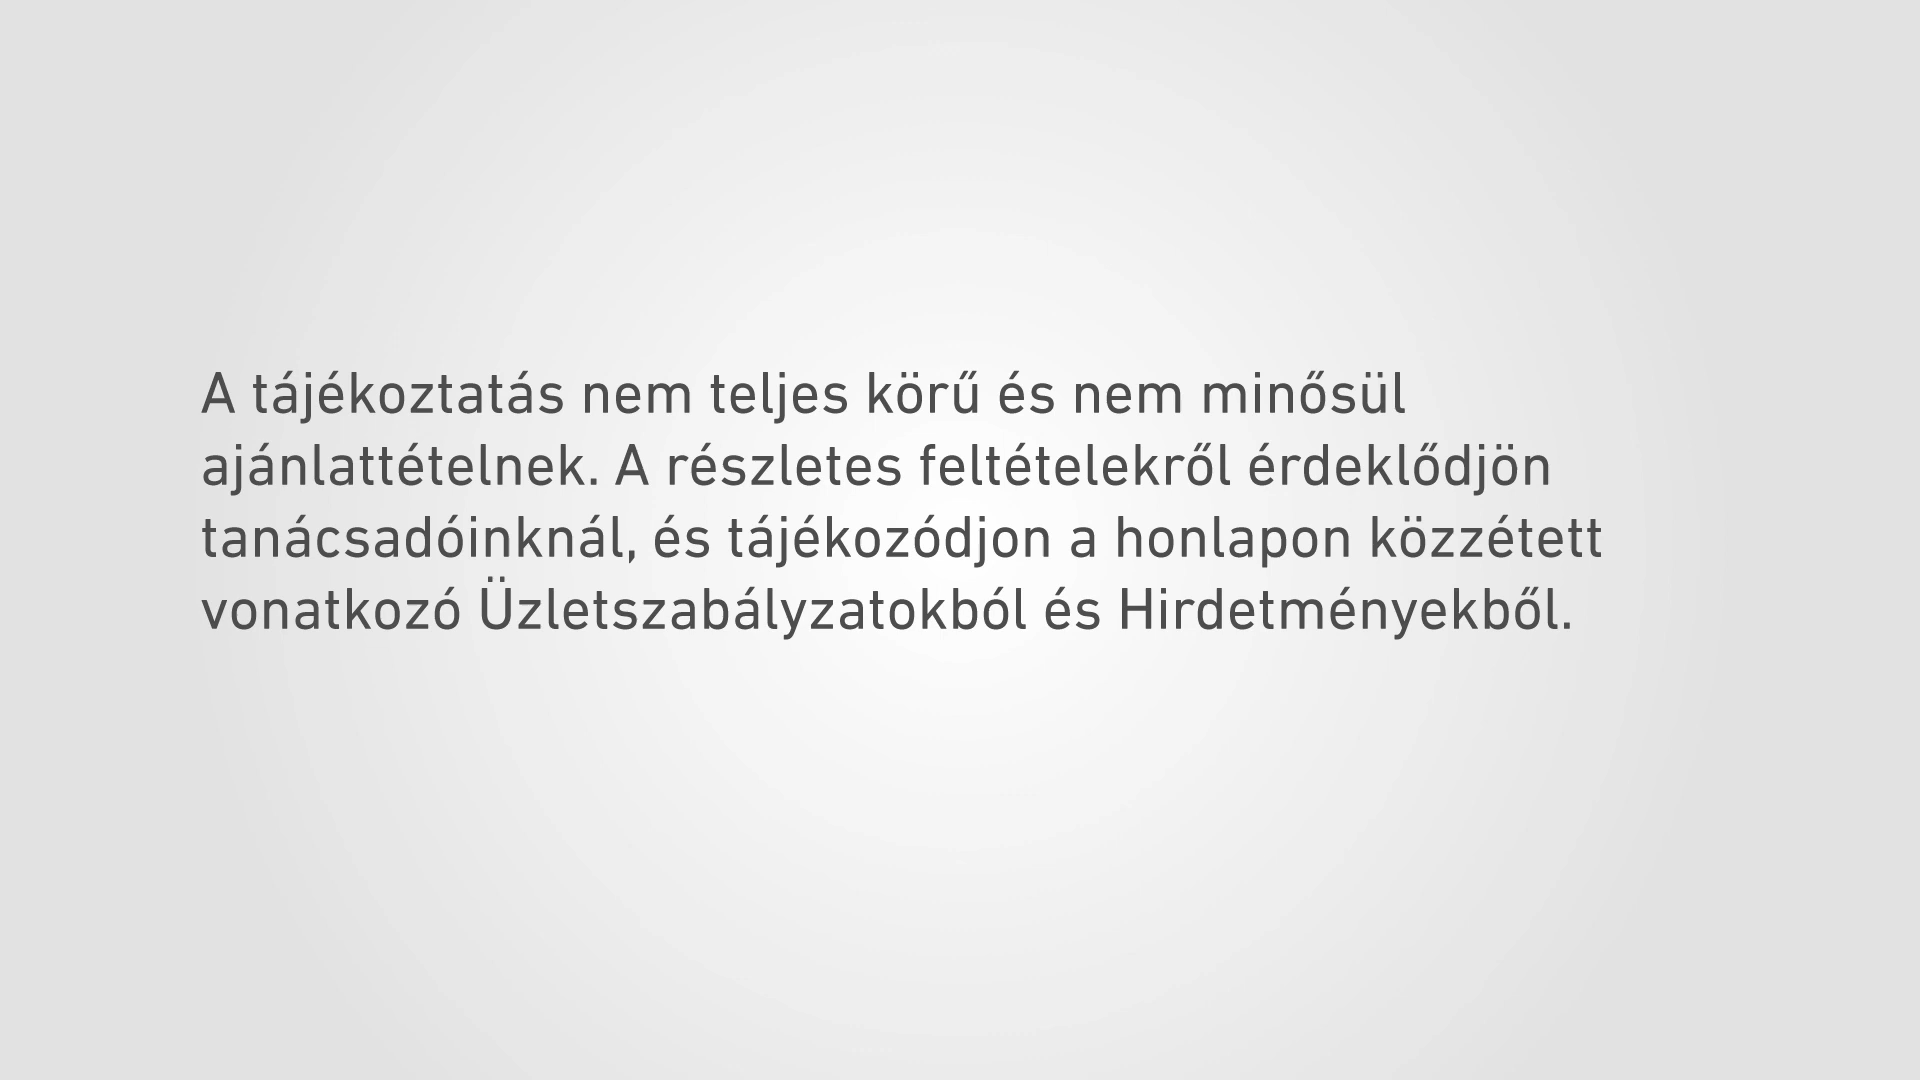 A tájékoztatás nem teljes körű és nem minősül
ajánlattételnek. A részletes feltételekről érdeklődjön
tanácsadóinknál, és tájékozódjon a honlapon közzétett
vonatkozó Üzletszabályzatokból és Hirdetményekből.